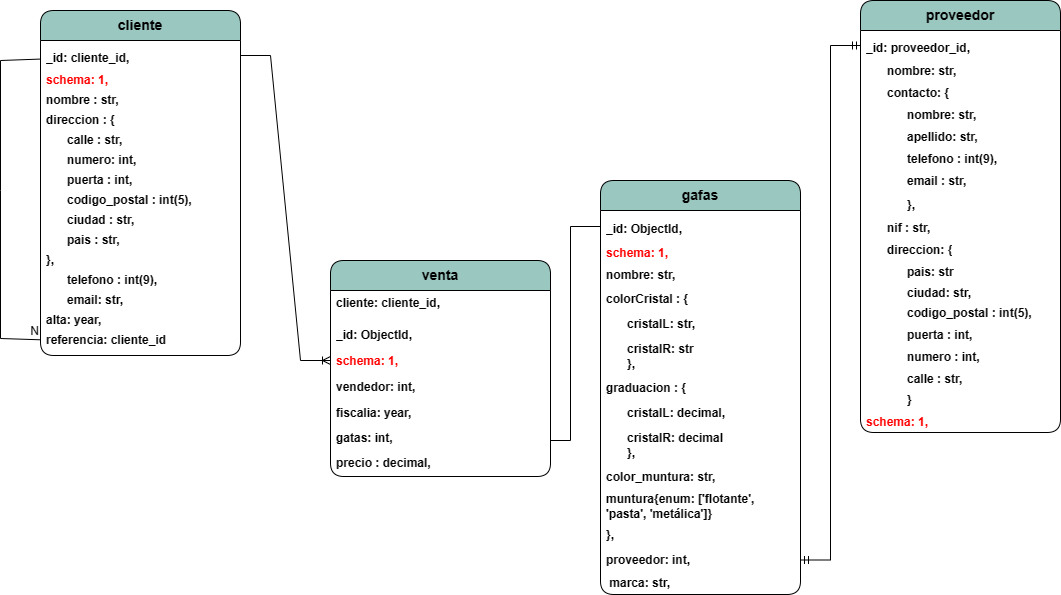 cliente
_id: cliente_id,
schema: 1,
nombre : str,
direccion : {
calle : str,
numero: int,
puerta : int,
codigo_postal : int(5),
ciudad : str,
pais : str,
},
telefono : int(9),
email: str,
alta: year,
N
referencia: cliente_id
venta
cliente: cliente_id,
_id: ObjectId,
schema: 1,
vendedor: int,
fiscalia: year,
gatas: int,
precio : decimal,
gafas
_id: ObjectId,
schema: 1,
nombre: str,
colorCristal : {
cristalL: str,
cristalR: str
},
graduacion : {
cristalL: decimal,
cristalR: decimal
},
color_muntura: str,
muntura{enum: ['flotante',
'pasta', 'metálica']}
},
proveedor: int,
marca: str,
proveedor
_id: proveedor_id,
nombre: str,
contacto: {
nombre: str,
apellido: str,
telefono : int(9),
email : str,
},
nif : str,
direccion: {
pais: str
ciudad: str,
codigo_postal : int(5),
puerta : int,
numero : int,
calle : str,
}
schema: 1,